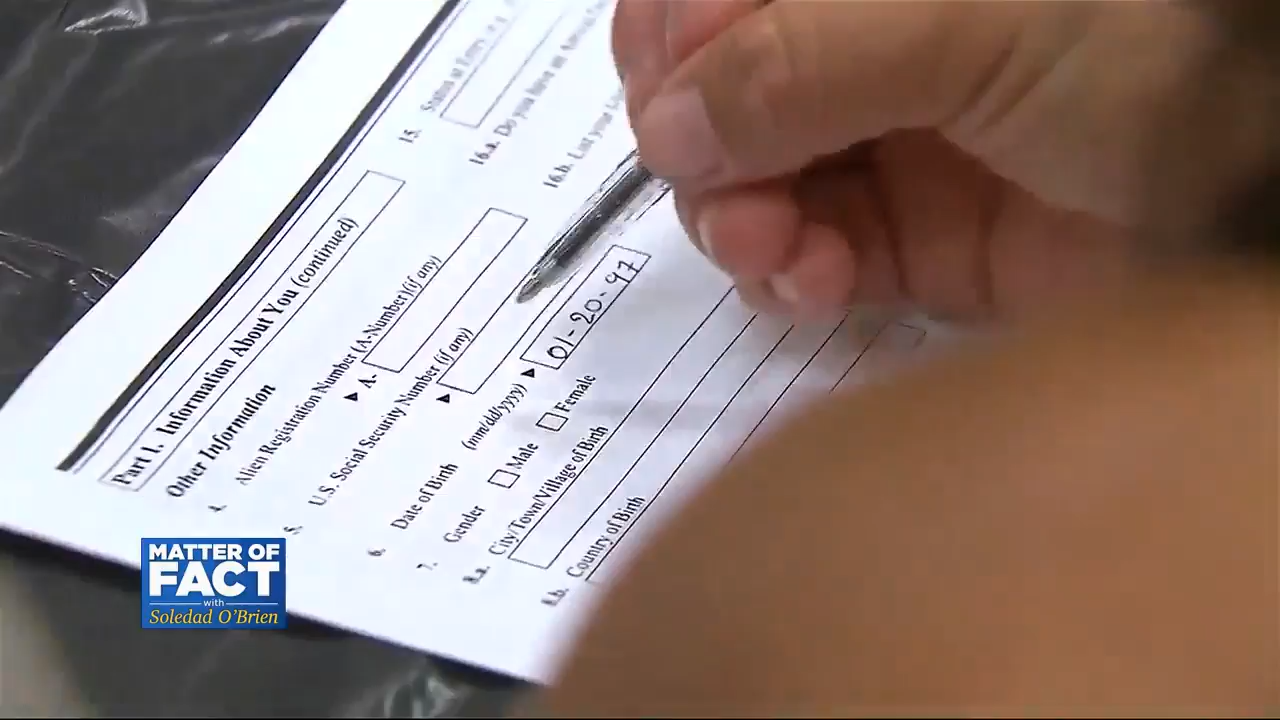 Part 1. Information About You (continued)
Other Information
4. Alien Registration Number (A-Number)(if any)
► A-
5. U.S. Social Security Number (if any)
►
6. Date of Birth (mm/dd/yyyy) ► 01-20-97
7. Gender Male Female
8.a. City/Town/Village of Birth
8.b. Country of Birth
15. Status at Entry
16.a. Do you have an
16.b. List your
MATTER OF
FACT
with
Soledad O'Brien